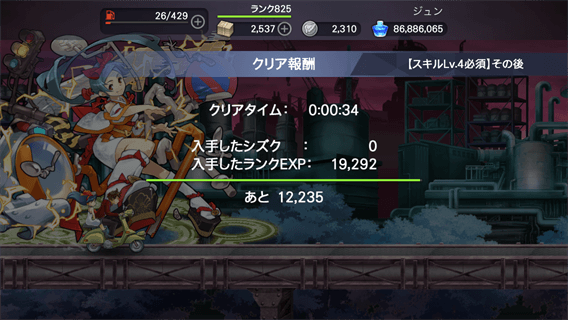 ランク825
ジュン
26/429
2,537
2,310
86,886,065
クリア報酬
【スキルLv.4必須】その後
クリアタイム： 0:00:34
入手したシズク ： 0
入手したランクEXP： 19,292
あと 12,235